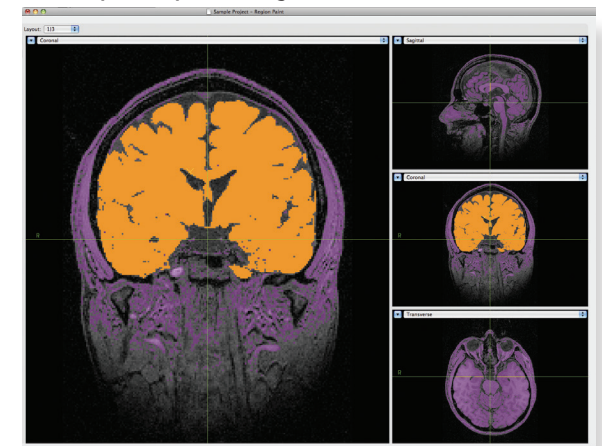 Sample Project - Region Paint
Layout: 1/3
Coronal
Sagittal
R
Coronal
R
Transverse
R